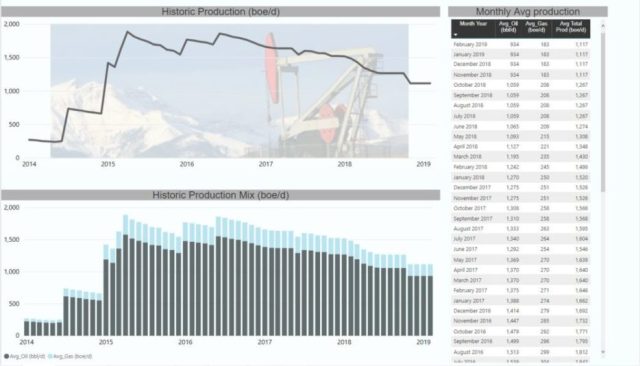 Historic Production (boe/d)
2,000
1,500
1,000
500
0
2014 2015 2016 2017 2018 2019
Historic Production Mix (boe/d)
2,000
1,500
1,000
500
0
2014 2015 2016 2017 2018 2019
Avg_Oil (bbl/d) Avg_Gas (boe/d)
Monthly Avg production
Month Year Avg_Oil Avg_Gas Avg Total
(bbl/d) (boe/d) Prod (boe/d)
February 2019 934 183 1,117
January 2019 934 183 1,117
December 2018 934 183 1,117
November 2018 934 183 1,117
October 2018 1,059 208 1,267
September 2018 1,059 208 1,267
August 2018 1,059 208 1,267
July 2018 1,059 208 1,267
June 2018 1,065 209 1,274
May 2018 1,093 215 1,308
April 2018 1,127 221 1,348
March 2018 1,195 235 1,430
February 2018 1,242 245 1,486
January 2018 1,270 250 1,520
December 2017 1,275 251 1,526
November 2017 1,275 251 1,526
October 2017 1,308 258 1,566
September 2017 1,310 258 1,568
August 2017 1,333 263 1,595
July 2017 1,340 264 1,604
June 2017 1,292 254 1,546
May 2017 1,369 270 1,639
April 2017 1,370 270 1,640
March 2017 1,370 270 1,640
February 2017 1,375 271 1,646
January 2017 1,388 274 1,662
December 2016 1,414 279 1,692
November 2016 1,447 285 1,732
October 2016 1,479 292 1,771
September 2016 1,499 296 1,795
August 2016 1,513 299 1,812